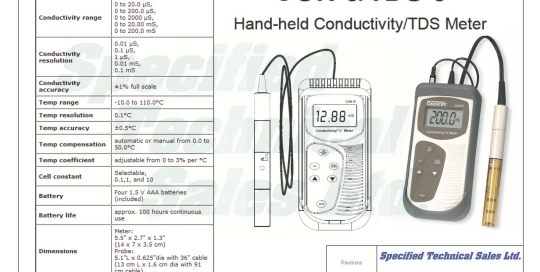 Hand-held Conductivity/TDS Meter
Conductivity range
0 to 20.0 µS,
0 to 200.0 µS,
0 to 2000 µS,
0 to 20.00 mS,
0 to 200.0 mS
Conductivity
resolution
0.01 µS,
0.1 µS,
1 µS,
0.01 mS,
0.1 mS
Conductivity
accuracy
±1% full scale
Temp range
-10.0 to 110.0°C
Temp resolution
0.1°C
Temp accuracy
±0.5°C
Temp compensation
automatic or manual from 0.0 to
50.0°C
Temp coefficient
adjustable from 0 to 3% per °C
Cell constant
Selectable,
0.1,1, and 10
Battery
Four 1.5 V AAA batteries
(included)
Battery life
approx. 100 hours continuous
use
Dimensions
Meter:
5.5" x 2.7" x 1.3"
(14 x 7 x 3.5 cm)
Probe:
5.1"L x 0.625"dia with 36" cable
(13 cm L x 1.6 cm dia with 91
cm cable)
12.88
Conductivity/°C Meter
OAKTON
200.0
Specified
Technical
Sales Ltd.
Revisions
Specified Technical Sales Ltd.